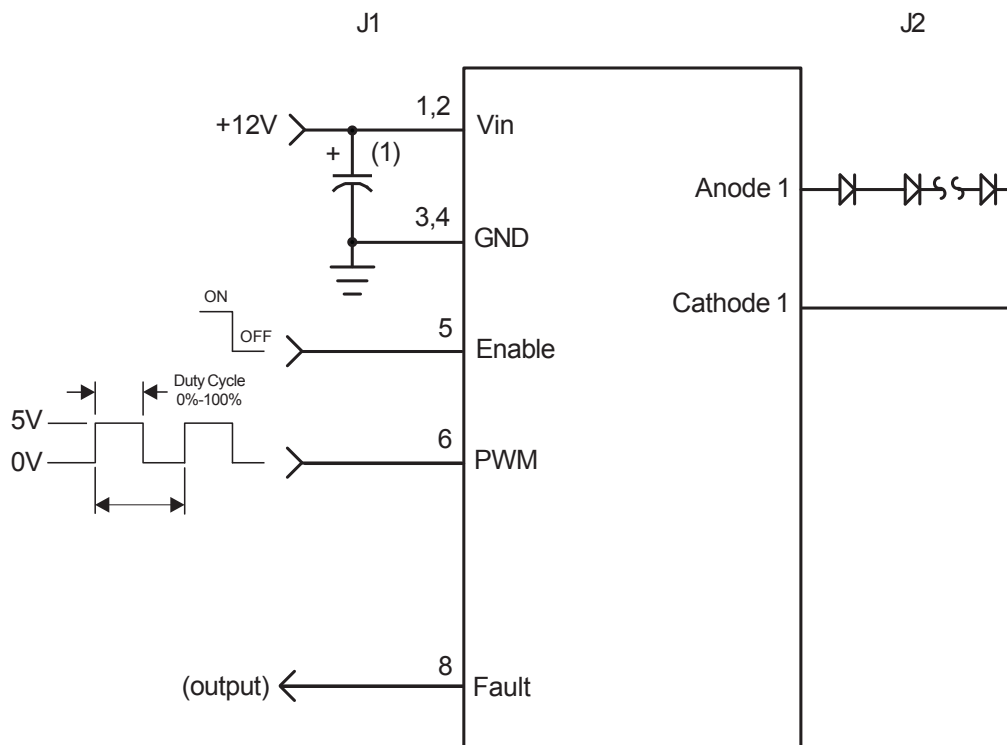 J1
J2
1,2
+12V
Vin
+
(1)
Anode 1
3,4
GND
ON
OFF
Cathode 1
5
Enable
Duty Cycle
0%-100%
5V
0V
6
PWM
8
(output)
Fault